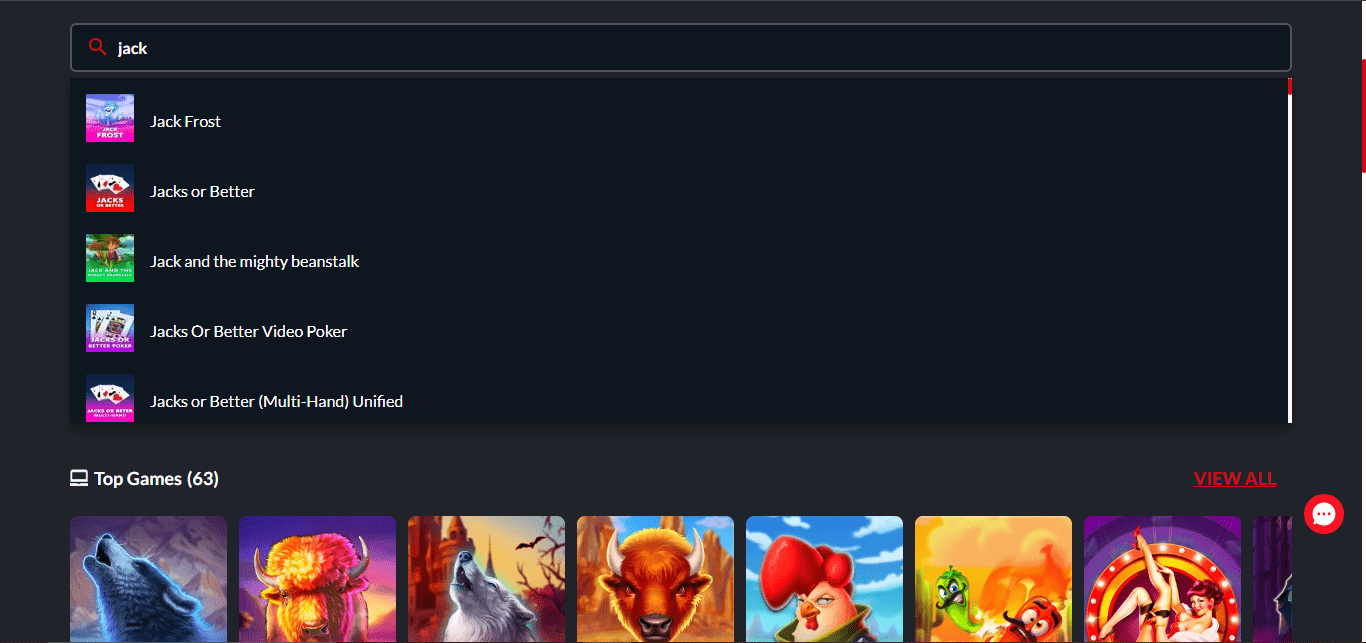 jack
JACK
FROST
Jack Frost
JACKS
OR BETTER
Jacks or Better
JACK AND THE
MIGHTY BEANSTALK
Jack and the mighty beanstalk
JACKS OR
BETTER POKER
Jacks Or Better Video Poker
JACKS OR BETTER
MULTI-HAND
Jacks or Better (Multi-Hand) Unified
Top Games (63)
VIEW ALL